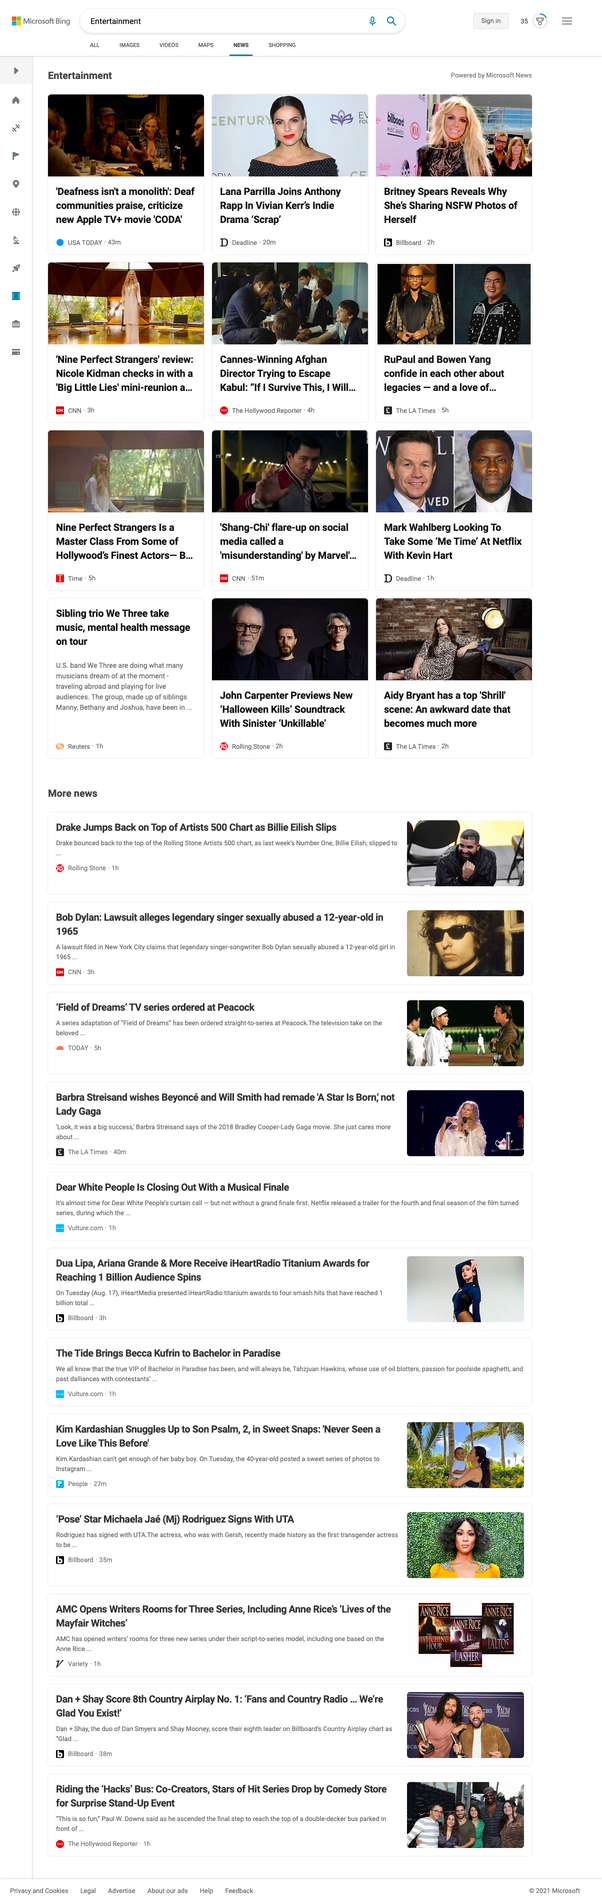 Microsoft Bing
Entertainment
Sign in
35
ALL
IMAGES
VIDEOS
MAPS
NEWS
SHOPPING
Entertainment
Powered by Microsoft News
'Deafness isn't a monolith': Deaf
communities praise, criticize
new Apple TV+ movie 'CODA'
USA TODAY · 43m
CENTURY
Lana Parrilla Joins Anthony
Rapp In Vivian Kerr's Indie
Drama 'Scrap'
Deadline · 20m
billboard
Britney Spears Reveals Why
She's Sharing NSFW Photos of
Herself
Billboard · 2h
'Nine Perfect Strangers' review:
Nicole Kidman checks in with a
'Big Little Lies' mini-reunion a...
CNN · 3h
Cannes-Winning Afghan
Director Trying to Escape
Kabul: "If I Survive This, I Will...
The Hollywood Reporter · 4h
RuPaul and Bowen Yang
confide in each other about
legacies — and a love of...
The LA Times · 5h
Nine Perfect Strangers Is a
Master Class From Some of
Hollywood's Finest Actors— B...
Time · 5h
'Shang-Chi' flare-up on social
media called a
'misunderstanding' by Marvel'...
CNN · 51m
Mark Wahlberg Looking To
Take Some 'Me Time' At Netflix
With Kevin Hart
Deadline · 1h
Sibling trio We Three take
music, mental health message
on tour
U.S. band We Three are doing what many
musicians dream of at the moment -
traveling abroad and playing for live
audiences. The group, made up of siblings
Manny, Bethany and Joshua, have been in ...
Reuters · 1h
John Carpenter Previews New
'Halloween Kills' Soundtrack
With Sinister 'Unkillable'
Rolling Stone · 2h
Aidy Bryant has a top 'Shrill'
scene: An awkward date that
becomes much more
The LA Times · 2h
More news
Drake Jumps Back on Top of Artists 500 Chart as Billie Eilish Slips
Drake bounced back to the top of the Rolling Stone Artists 500 chart, as last week's Number One, Billie Eilish, slipped to
...
Rolling Stone · 1h
Bob Dylan: Lawsuit alleges legendary singer sexually abused a 12-year-old in
1965
A lawsuit filed in New York City claims that legendary singer-songwriter Bob Dylan sexually abused a 12-year-old girl in
1965 ...
CNN · 3h
'Field of Dreams' TV series ordered at Peacock
A series adaptation of "Field of Dreams" has been ordered straight-to-series at Peacock.The television take on the
beloved ...
TODAY · 5h
Barbra Streisand wishes Beyoncé and Will Smith had remade 'A Star Is Born,' not
Lady Gaga
'Look, it was a big success,' Barbra Streisand says of the 2018 Bradley Cooper-Lady Gaga movie. She just cares more
about ...
The LA Times · 40m
Dear White People Is Closing Out With a Musical Finale
It's almost time for Dear White People's curtain call — but not without a grand finale first. Netflix released a trailer for the fourth and final season of the film turned
series, during which the ...
Vulture.com · 1h
Dua Lipa, Ariana Grande & More Receive iHeartRadio Titanium Awards for
Reaching 1 Billion Audience Spins
On Tuesday (Aug. 17), iHeartMedia presented iHeartRadio titanium awards to four smash hits that have reached 1
billion total ...
Billboard · 3h
The Tide Brings Becca Kufrin to Bachelor in Paradise
We all know that the true VIP of Bachelor in Paradise has been, and will always be, Tahzjuan Hawkins, whose use of oil blotters, passion for poolside spaghetti, and
past dalliances with contestants' ...
Vulture.com · 1h
Kim Kardashian Snuggles Up to Son Psalm, 2, in Sweet Snaps: 'Never Seen a
Love Like This Before'
Kim Kardashian can't get enough of her baby boy. On Tuesday, the 40-year-old posted a sweet series of photos to
Instagram ...
People · 27m
'Pose' Star Michaela Jaé (Mj) Rodriguez Signs With UTA
Rodriguez has signed with UTA.The actress, who was with Gersh, recently made history as the first transgender actress
to be ...
Billboard · 35m
AMC Opens Writers Rooms for Three Series, Including Anne Rice's 'Lives of the
Mayfair Witches'
AMC has opened writers' rooms for three new series under their script-to-series model, including one based on the
Anne Rice ...
Variety · 1h
ANNE RICE
LASHER
TALTOS
Dan + Shay Score 8th Country Airplay No. 1: 'Fans and Country Radio ... We're
Glad You Exist!'
Dan + Shay, the duo of Dan Smyers and Shay Mooney, score their eighth leader on Billboard's Country Airplay chart as
"Glad ...
Billboard · 38m
Riding the 'Hacks' Bus: Co-Creators, Stars of Hit Series Drop by Comedy Store
for Surprise Stand-Up Event
"This is so fun," Paul W. Downs said as he ascended the final step to reach the top of a double-decker bus parked in
front of ...
The Hollywood Reporter · 1h
Privacy and Cookies
Legal
Advertise
About our ads
Help
Feedback
© 2021 Microsoft